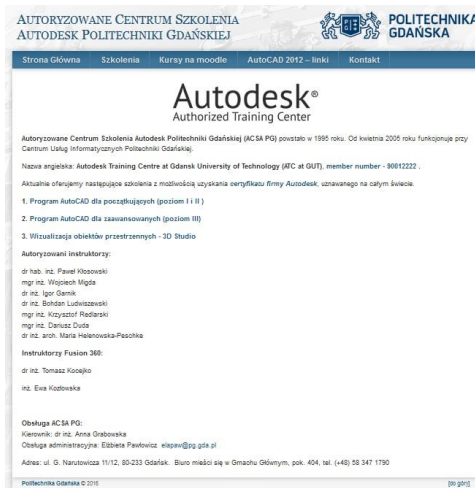 AUTORYZOWANE CENTRUM SZKOLENIA
AUTODESK POLITECHNIKI GDAŃSKIEJ
POLITECHNIKA
GDAŃSKA
Strona Główna Szkolenia Kursy na moodle AutoCAD 2012 – linki Kontakt
Autodesk®
Authorized Training Center
Autoryzowane Centrum Szkolenia Autodesk Politechniki Gdańskiej (ACSA PG) powstało w 1995 roku. Od kwietnia 2005 roku funkcjonuje przy
Centrum Usług Informatycznych Politechniki Gdańskiej.
Nazwa angielska: Autodesk Training Centre at Gdansk University of Technology (ATC at GUT), member number - 90012222 .
Aktualnie oferujemy następujące szkolenia z możliwością uzyskania certyfikatu firmy Autodesk, uznawanego na całym świecie.
1. Program AutoCAD dla początkujących (poziom I i II )
2. Program AutoCAD dla zaawansowanych (poziom III)
3. Wizualizacja obiektów przestrzennych - 3D Studio
Autoryzowani instruktorzy:
dr hab. inż. Paweł Kłosowski
mgr inż. Wojciech Migda
dr inż. Igor Garnik
dr inż. Bohdan Ludwiszewski
mgr inż. Krzysztof Redlarski
mgr inż. Dariusz Duda
dr inż. arch. Maria Helenowska-Peschke
Instruktorzy Fusion 360:
dr inż. Tomasz Kocejko
inż. Ewa Kozłowska
Obsługa ACSA PG:
Kierownik: dr inż. Anna Grabowska
Obsługa administracyjna: Elżbieta Pawłowicz elapaw@pg.gda.pl
Adres: ul. G. Narutowicza 11/12, 80-233 Gdańsk. Biuro mieści się w Gmachu Głównym, pok. 404, tel. (+48) 58 347 1790
Politechnika Gdańska © 2016 [do góry]